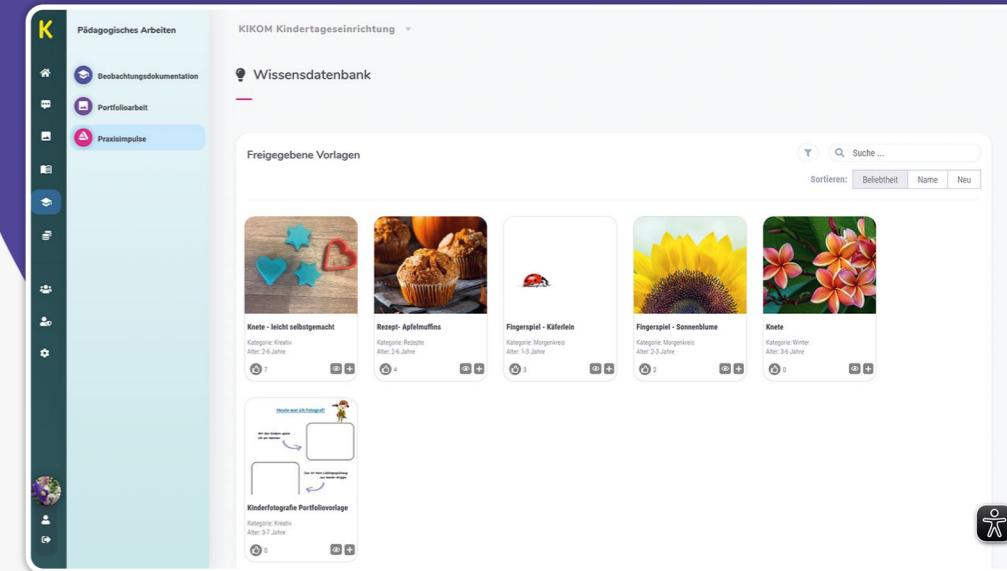 K
Pädagogisches Arbeiten
KIKOM Kindertageseinrichtung
Beobachtungsdokumentation
Portfolioarbeit
Praxisimpulse
Wissensdatenbank
Freigegebene Vorlagen
Suche ...
Sortieren: Beliebtheit Name Neu
Knete - leicht selbstgemacht
Kategorie: Kreativ
Alter: 2-6 Jahre
7
Rezept- Apfelmuffins
Kategorie: Rezepte
Alter: 2-6 Jahre
4
Fingerspiel - Käferlein
Kategorie: Morgenkreis
Alter: 1-3 Jahre
3
Fingerspiel - Sonnenblume
Kategorie: Morgenkreis
Alter: 2-3 Jahre
2
Knete
Kategorie: Winter
Alter: 3-6 Jahre
0
Heute war ich Fotograf!
Kinderfotografie Portfoliovorlage
Kategorie: Kreativ
Alter: 3-7 Jahre
0